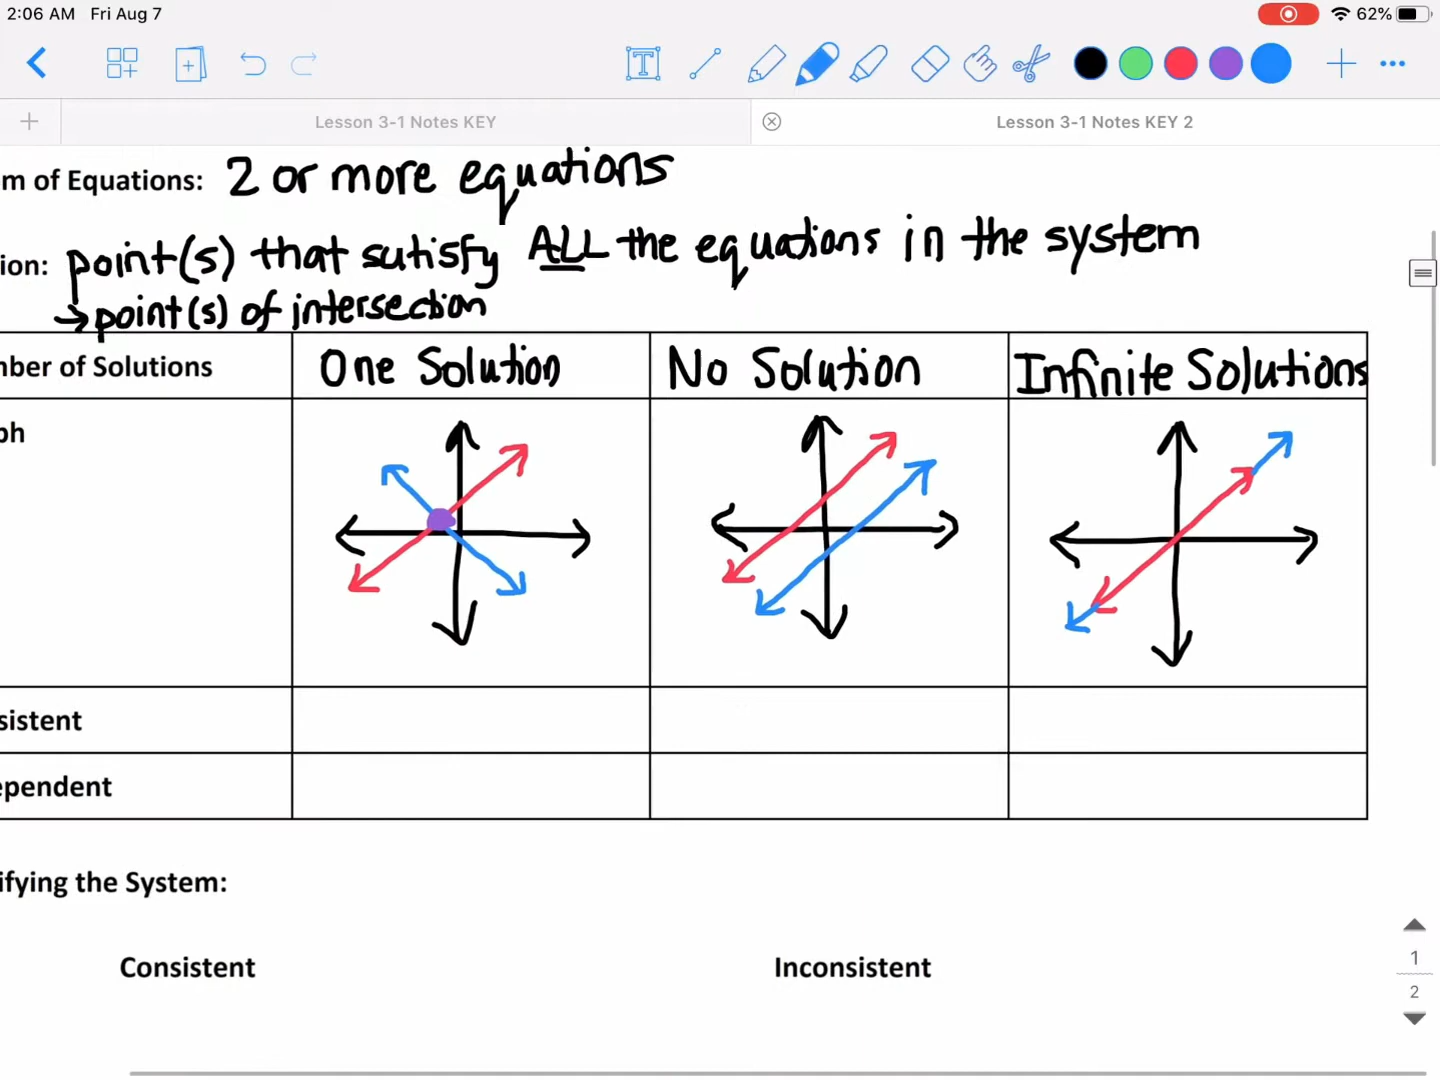 2:06 AM Fri Aug 7 62%
Lesson 3-1 Notes KEY Lesson 3-1 Notes KEY 2
m of Equations: 2 or more equations
ion: point(s) that satisfy ALL the equations in the system
→ point(s) of intersection
mber of Solutions One Solution No Solution Infinite Solutions
ph
sistent
ependent
ifying the System:
Consistent Inconsistent
1
2